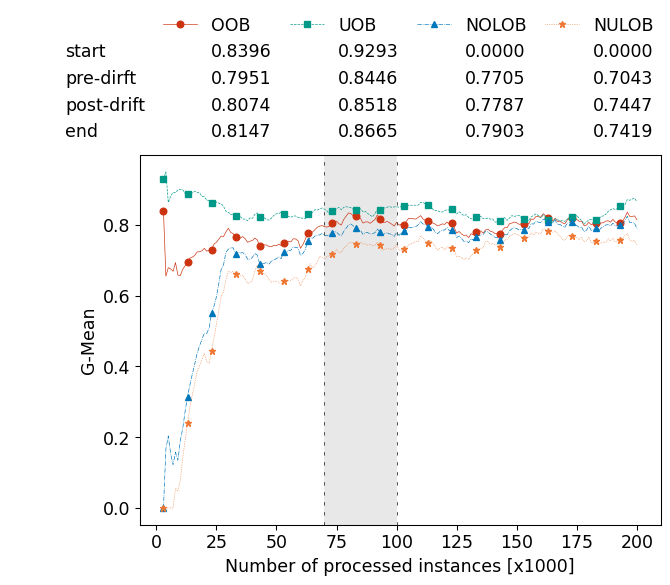 OOB UOB NOLOB NULOB
start 0.8396 0.9293 0.0000 0.0000
pre-dirft 0.7951 0.8446 0.7705 0.7043
post-drift 0.8074 0.8518 0.7787 0.7447
end 0.8147 0.8665 0.7903 0.7419
0.8
0.6
0.4
0.2
0.0
G-Mean
0 25 50 75 100 125 150 175 200
Number of processed instances [x1000]